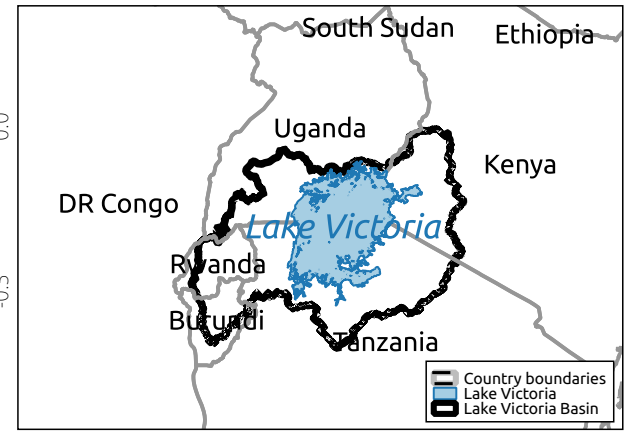 South Sudan
Ethiopia
0.0
Uganda
Kenya
DR Congo
Lake Victoria
Rwanda
-0.5
Burundi
Tanzania
Country boundaries
Lake Victoria
Lake Victoria Basin